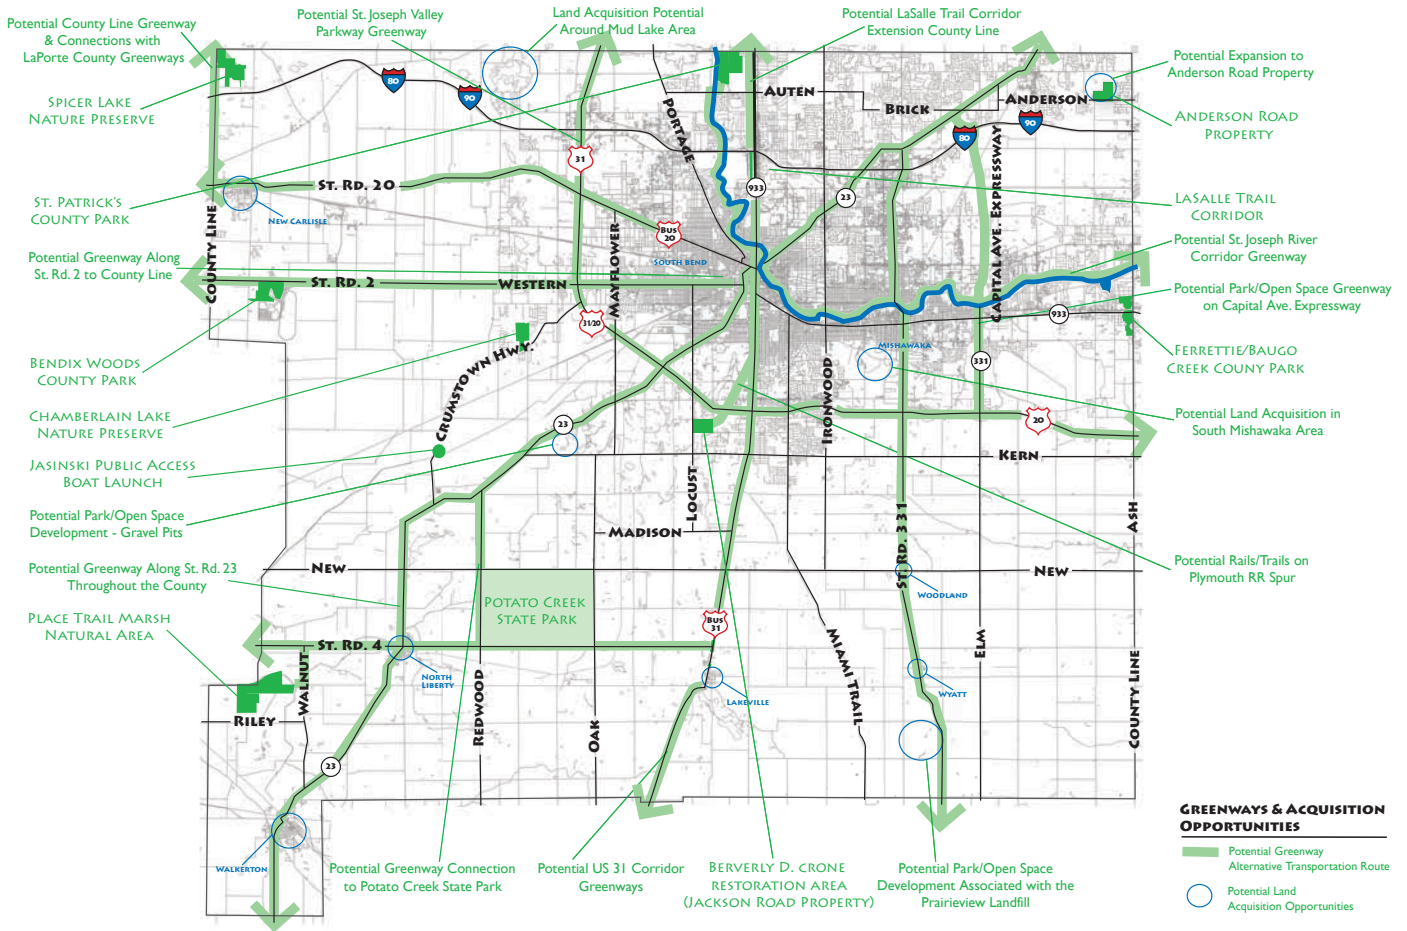 Potential County Line Greenway
& Connections with
LaPorte County Greenways
Potential St. Joseph Valley
Parkway Greenway
Land Acquisition Potential
Around Mud Lake Area
Potential LaSalle Trail Corridor
Extension County Line
Potential Expansion to
Anderson Road Property
Spicer Lake
Nature Preserve
Anderson Road
Property
St. Patrick's
County Park
LaSalle Trail
Corridor
Potential Greenway Along
St. Rd. 2 to County Line
Potential St. Joseph River
Corridor Greenway
Potential Park/Open Space Greenway
on Capital Ave. Expressway
Bendix Woods
County Park
Ferrettie/Baugo
Creek Couny Park
Chamberlain Lake
Nature Preserve
Potential Land Acquisition in
South Mishawaka Area
Jasinski Public Access
Boat Launch
Potential Park/Open Space
Development - Gravel Pits
Potential Rails/Trails on
Plymouth RR Spur
Potential Greenway Along St. Rd. 23
Throughout the County
Place Trail Marsh
Natural Area
Potato Creek
State Park
Potential Greenway Connection
to Potato Creek State Park
Potential US 31 Corridor
Greenways
Berverly D. crone
restoration area
(Jackson Road Property)
Potential Park/Open Space
Development Associated with the
Prairieview Landfill
80
90
Auten
Brick
Anderson
80
90
Portage
31
933
23
Capital Ave. Expressway
St. Rd. 20
New Carlisle
County Line
Mayflower
Bus
20
South Bend
St. Rd. 2
Western
31/20
933
Mishawaka
Crumstown Hwy.
331
Ironwood
23
20
Kern
Locust
Madison
Ash
St. Rd. 331
New
New
Woodland
Bus
31
St. Rd. 4
Walnut
North
Liberty
Redwood
Oak
Lakeville
Miami Trail
Wyatt
Elm
County Line
Riley
23
Walkerton
Greenways & Acquisition
Opportunities
Potential Greenway
Alternative Transportation Route
Potential Land
Acquisition Opportunities